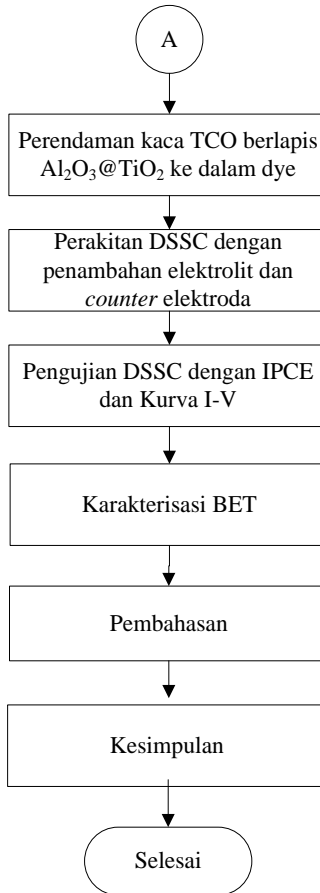 A
Perendaman kaca TCO berlapis
Al₂O₃@TiO₂ ke dalam dye
Perakitan DSSC dengan
penambahan elektrolit dan
counter elektroda
Pengujian DSSC dengan IPCE
dan Kurva I-V
Karakterisasi BET
Pembahasan
Kesimpulan
Selesai